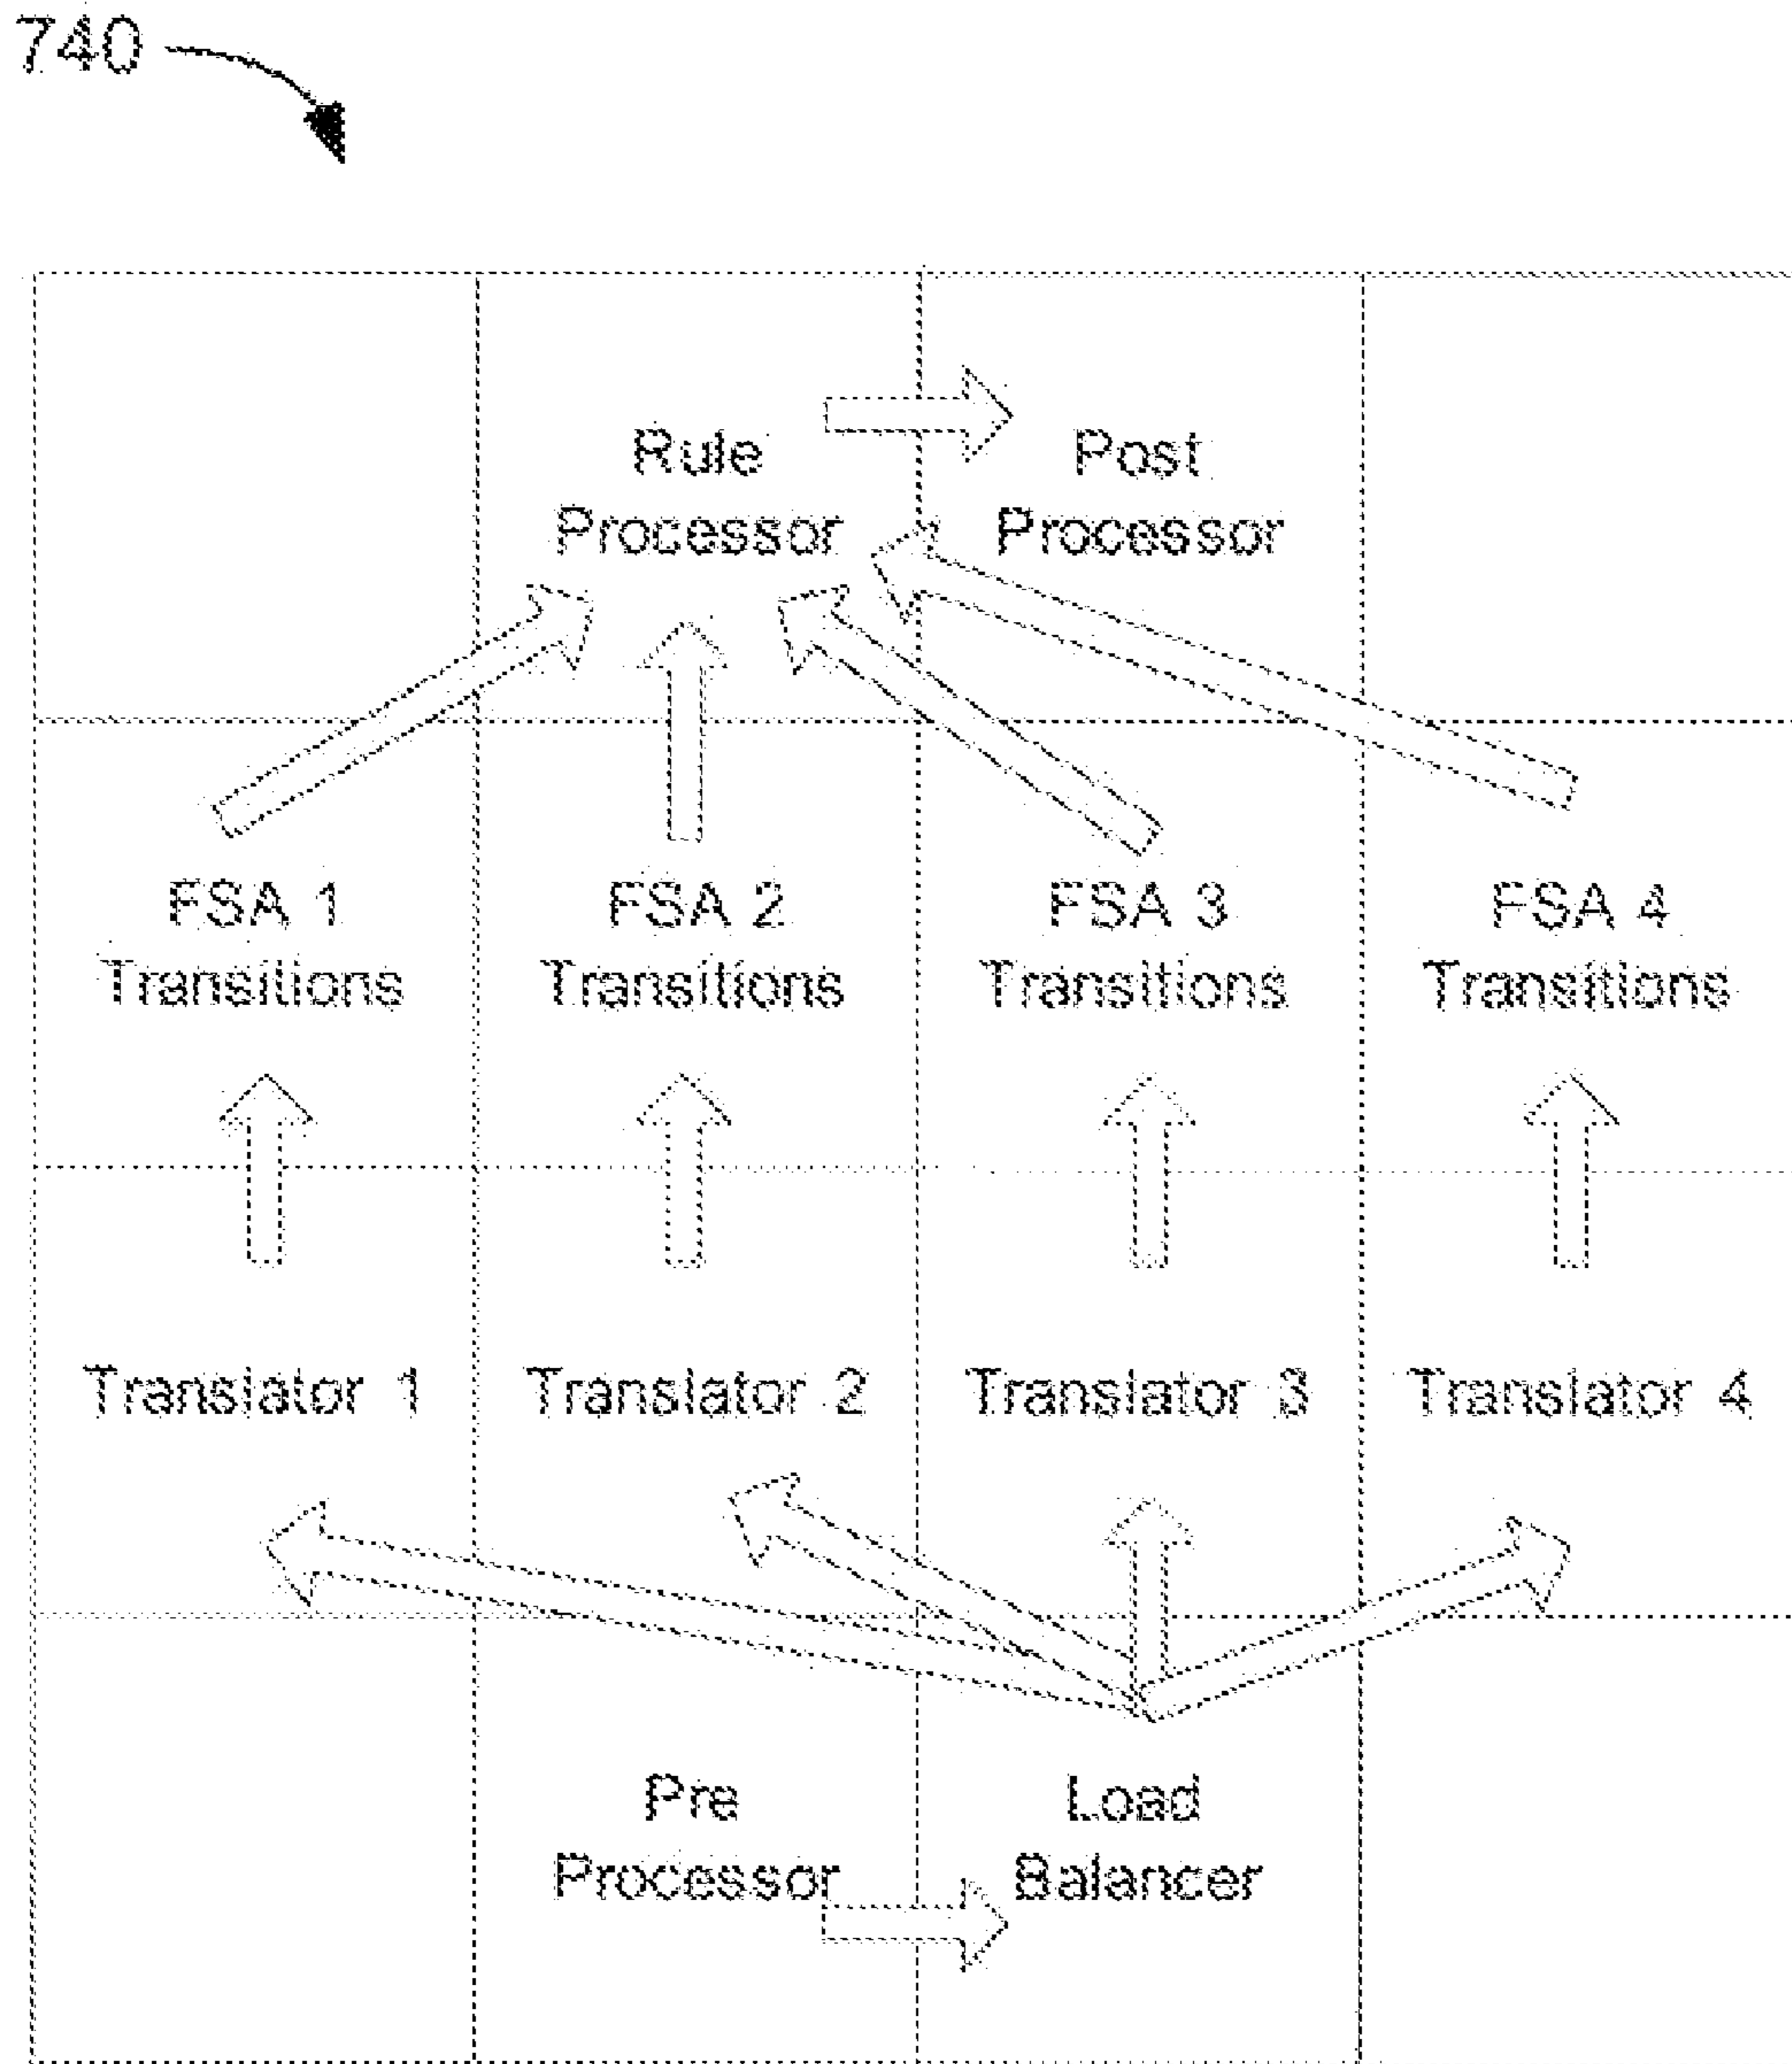 740
Rule
Processor
Post
Processor
FSA 1
Transitions
FSA 2
Transitions
FSA 3
Transitions
FSA 4
Transitions
Translator 1
Translator 2
Translator 3
Translator 4
Pre
Processor
Load
Balancer